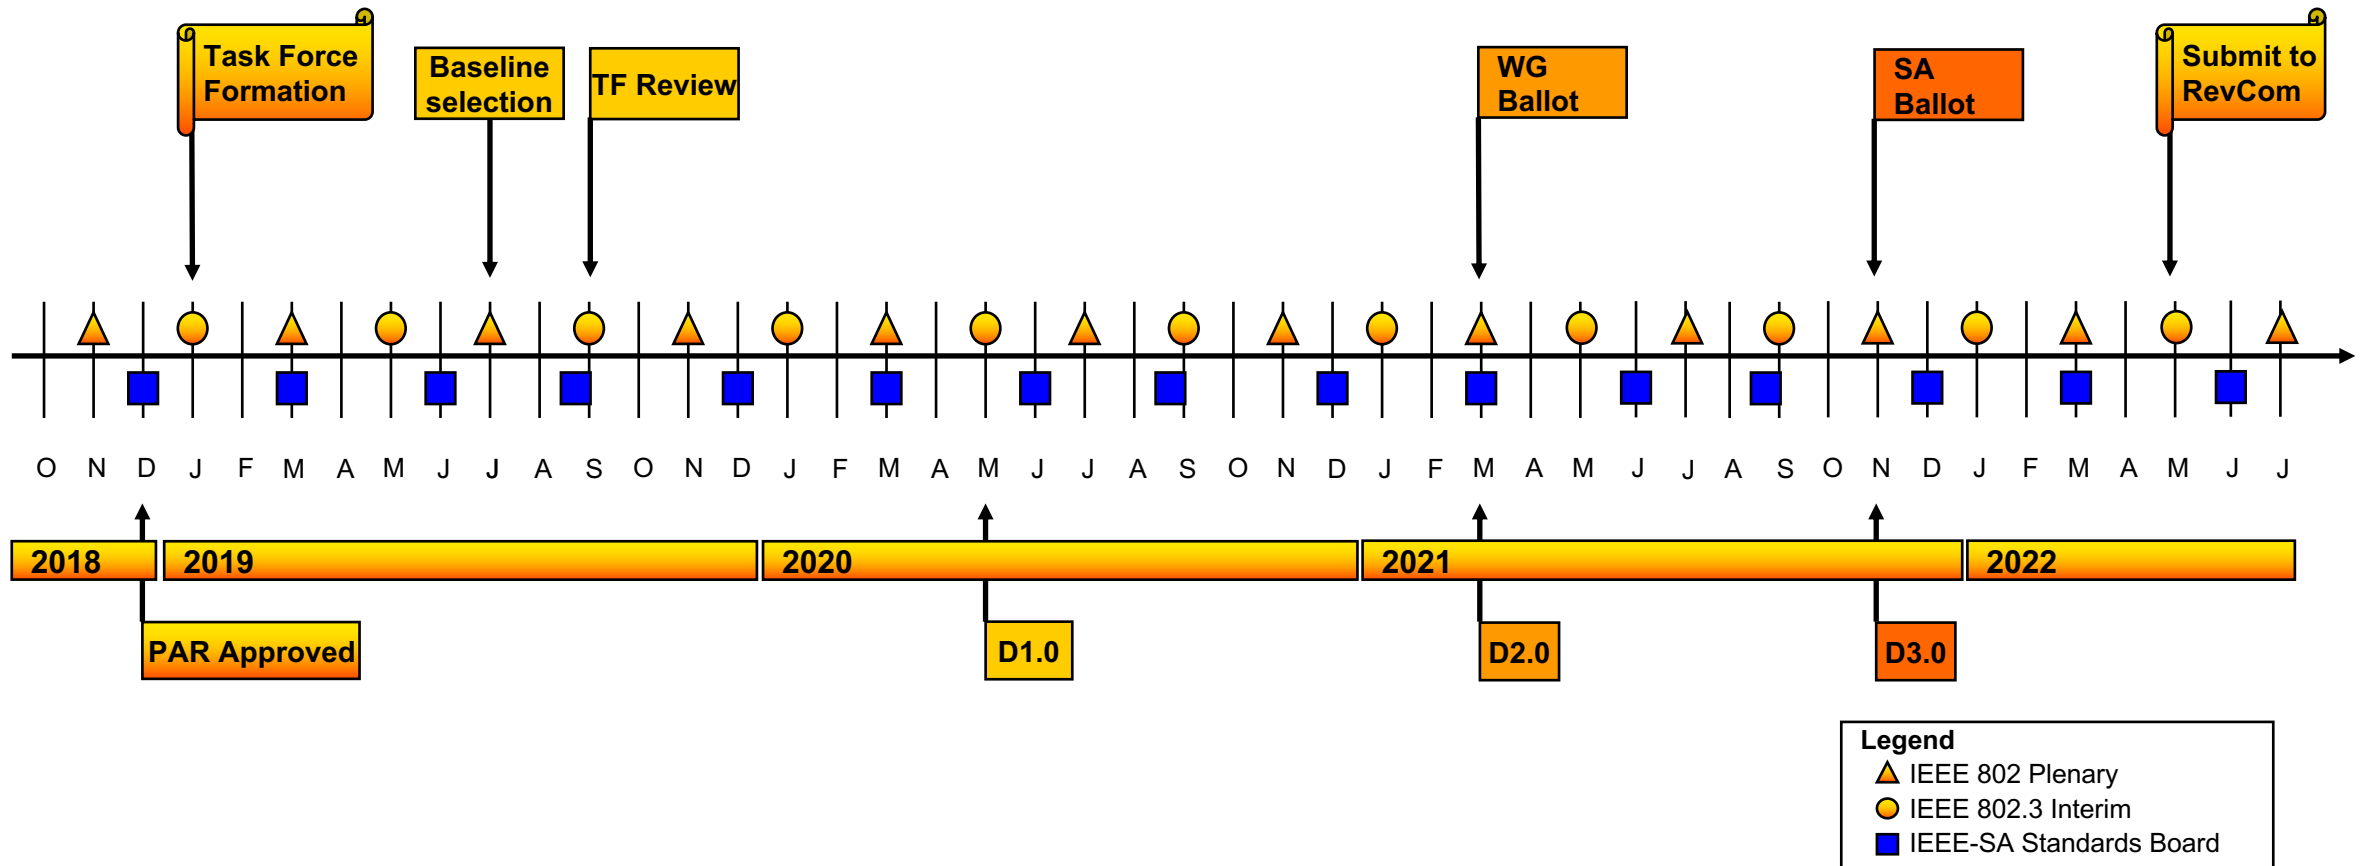 Task Force
Formation
Baseline
selection
TF Review
WG
Ballot
SA
Ballot
Submit to
RevCom
O N D J F M A M J J A S O N D J F M A M J J A S O N D J F M A M J J A S O N D J F M A M J J
2018 2019 2020 2021 2022
PAR Approved
D1.0
D2.0
D3.0
Legend
IEEE 802 Plenary
IEEE 802.3 Interim
IEEE-SA Standards Board